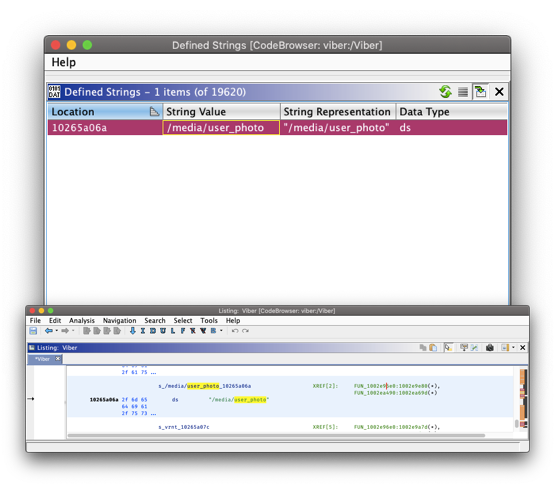 Defined Strings [CodeBrowser: viber:/Viber]
Help
Defined Strings – 1 items (of 19620)
Location String Value String Representation Data Type
10265a06a /media/user_photo "/media/user_photo" ds
Listing: Viber [CodeBrowser: viber:/Viber]
File Edit Analysis Navigation Search Select Tools Help
I D U L F V B
Listing: Viber
*Viber ×
2f 61 75 ...
s_/media/user_photo_10265a06a XREF[2]: FUN_1002e96e0:1002e9e80(*),
FUN_1002ea490:1002ea69d(*)
10265a06a 2f 6d 65 ds "/media/user_photo"
64 69 61
2f 75 73 ...
s_vrnt_10265a07c XREF[5]: FUN_1002e96e0:1002e9a7d(*),